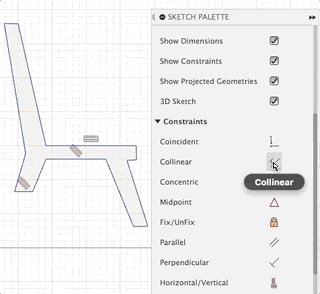 SKETCH PALETTE
Show Dimensions
Show Constraints
Show Projected Geometries
3D Sketch
Constraints
Coincident
Collinear
Concentric
Collinear
Midpoint
Fix/UnFix
Parallel
Perpendicular
Horizontal/Vertical